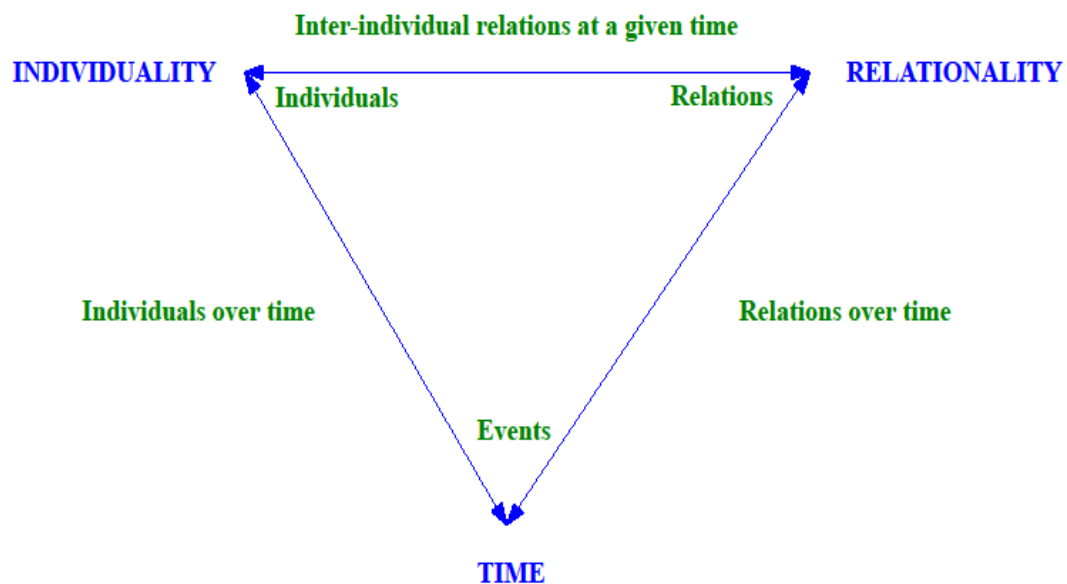 Inter-individual relations at a given time
INDIVIDUALITY
RELATIONALITY
Individuals
Relations
Individuals over time
Relations over time
Events
TIME